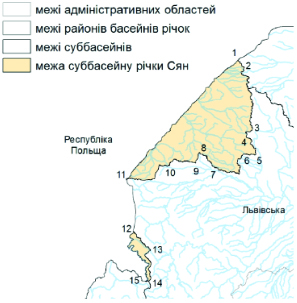 межі адміністративних областей
межі районів басейнів річок
межі суббасейнів
межа суббасейну річки Сян
1
2
Республіка
Польща
3
4
5
8
6
7
9
10
11
Львівська
12
13
15
14